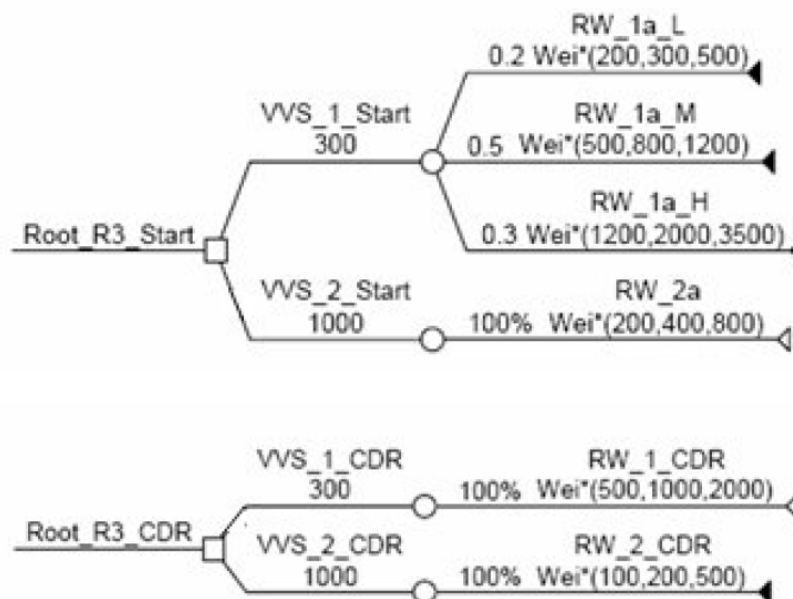 RW_1a_L
0.2 Wei*(200,300,500)
VVS_1_Start
300
RW_1a_M
0.5 Wei*(500,800,1200)
RW_1a_H
0.3 Wei*(1200,2000,3500)
Root_R3_Start
VVS_2_Start
1000
RW_2a
100% Wei*(200,400,800)
VVS_1_CDR
300
RW_1_CDR
100% Wei*(500,1000,2000)
Root_R3_CDR
VVS_2_CDR
1000
RW_2_CDR
100% Wei*(100,200,500)